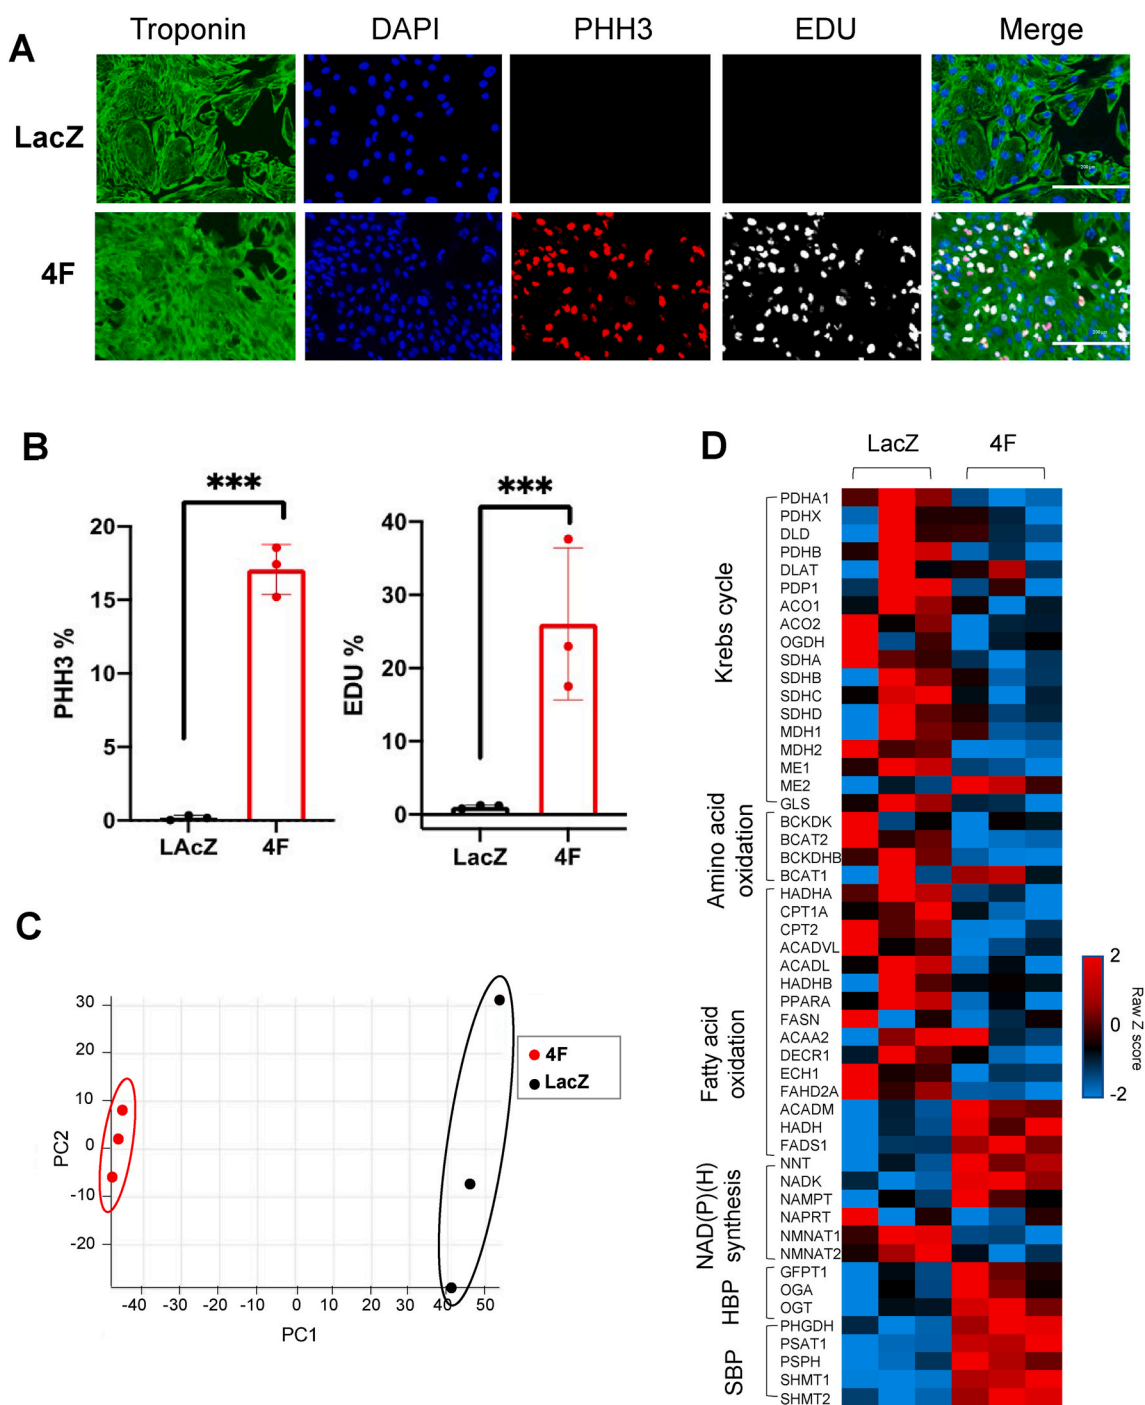 A
Troponin DAPI PHH3 EDU Merge
LacZ
200 µm
4F
200 µm
B
***
PHH3 %
20
15
10
5
0
LAcZ 4F
***
EDU %
40
30
20
10
0
LacZ 4F
C
PC2
30
20
10
0
-10
-20
-40 -30 -20 -10 0 10 20 30 40 50
PC1
4F
LacZ
D
LacZ 4F
Krebs cycle
PDHA1
PDHX
DLD
PDHB
DLAT
PDP1
ACO1
ACO2
OGDH
SDHA
SDHB
SDHC
SDHD
MDH1
MDH2
ME1
ME2
GLS
Amino acid
oxidation
BCKDK
BCAT2
BCKDHB
BCAT1
Fatty acid
oxidation
HADHA
CPT1A
CPT2
ACADVL
ACADL
HADHB
PPARA
FASN
ACAA2
DECR1
ECH1
FAHD2A
ACADM
HADH
FADS1
NAD(P)(H)
synthesis
NNT
NADK
NAMPT
NAPRT
NMNAT1
NMNAT2
HBP
GFPT1
OGA
OGT
SBP
PHGDH
PSAT1
PSPH
SHMT1
SHMT2
2
0
-2
Raw Z score